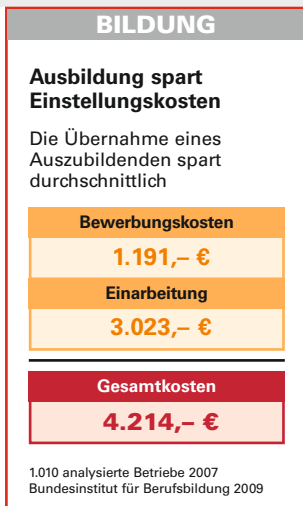 BILDUNG
Ausbildung spart
Einstellungskosten
Die Übernahme eines
Auszubildenden spart
durchschnittlich
Bewerbungskosten
1.191,– €
Einarbeitung
3.023,– €
Gesamtkosten
4.214,– €
1.010 analysierte Betriebe 2007
Bundesinstitut für Berufsbildung 2009